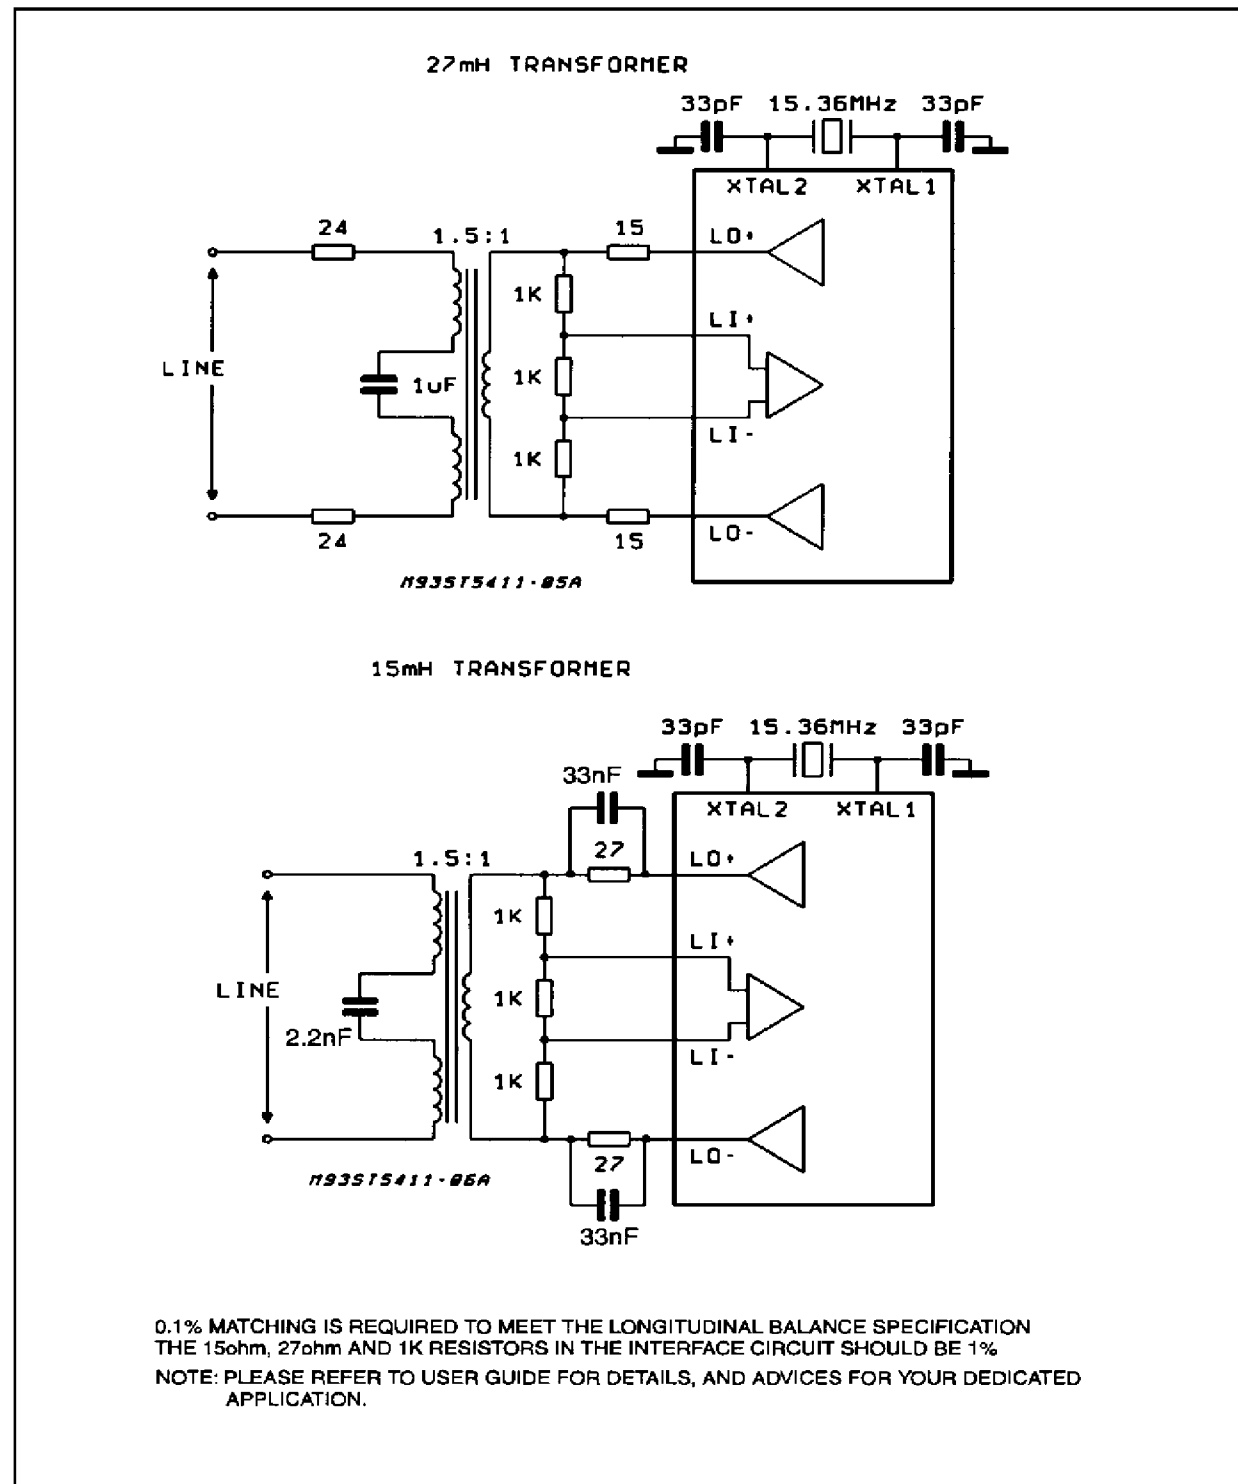 27mH TRANSFORMER
33pF 15.36MHz 33pF
XTAL2 XTAL1
24 1.5:1 15 LO+
1K LI+
LINE 1uF 1K
LI-
1K
24 15 LO-
M93ST5411-05A
15mH TRANSFORMER
33pF 15.36MHz 33pF
33nF XTAL2 XTAL1
1.5:1 27 LO+
1K LI+
LINE 1K
2.2nF LI-
1K
27 LO-
M93ST5411-06A
33nF
0.1% MATCHING IS REQUIRED TO MEET THE LONGITUDINAL BALANCE SPECIFICATION
THE 15ohm, 27ohm AND 1K RESISTORS IN THE INTERFACE CIRCUIT SHOULD BE 1%
NOTE: PLEASE REFER TO USER GUIDE FOR DETAILS, AND ADVICES FOR YOUR DEDICATED
APPLICATION.